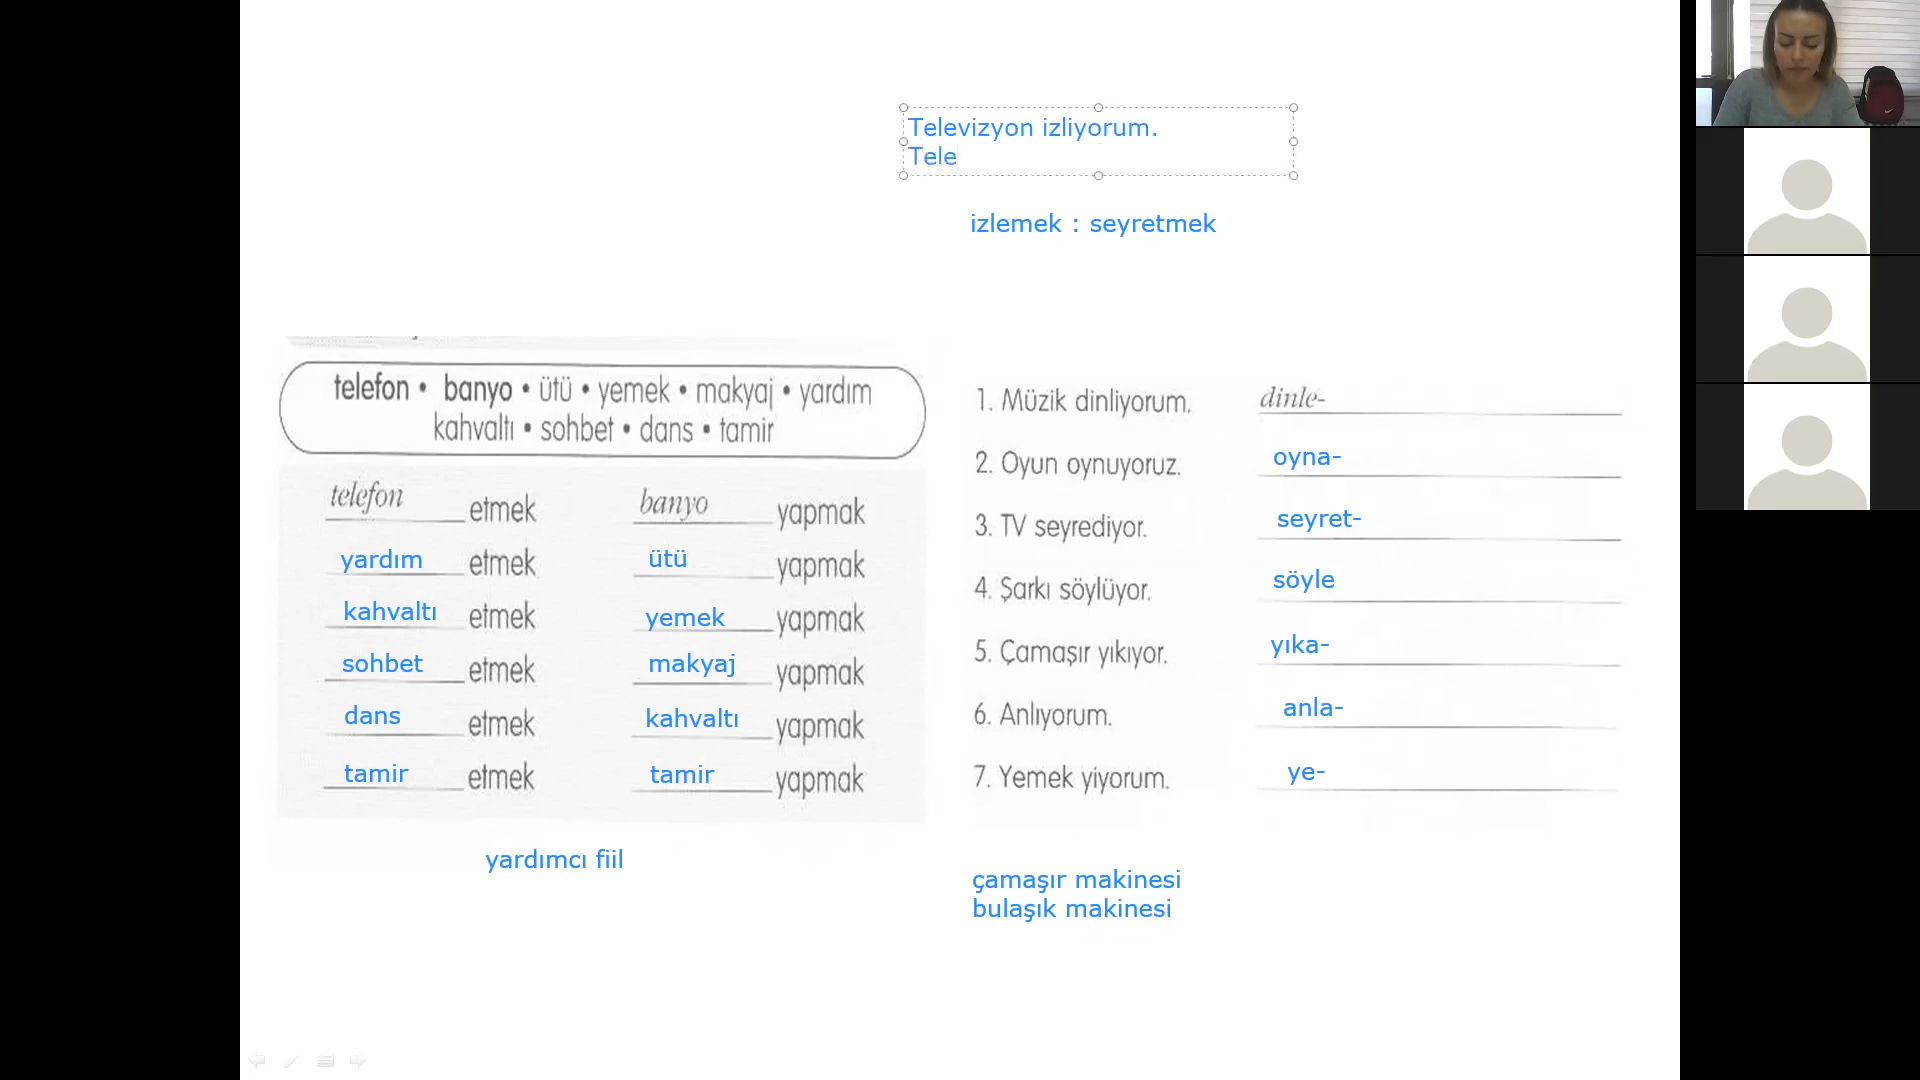 Televizyon izliyorum.
Tele
izlemek : seyretmek
telefon • banyo • ütü • yemek • makyaj • yardım
kahvaltı • sohbet • dans • tamir
telefon etmek
yardım etmek
kahvaltı etmek
sohbet etmek
dans etmek
tamir etmek
banyo yapmak
ütü yapmak
yemek yapmak
makyaj yapmak
kahvaltı yapmak
tamir yapmak
yardımcı fiil
1. Müzik dinliyorum. dinle-
2. Oyun oynuyoruz. oyna-
3. TV seyrediyor. seyret-
4. Şarkı söylüyor. söyle
5. Çamaşır yıkıyor. yıka-
6. Anlıyorum. anla-
7. Yemek yiyorum. ye-
çamaşır makinesi
bulaşık makinesi